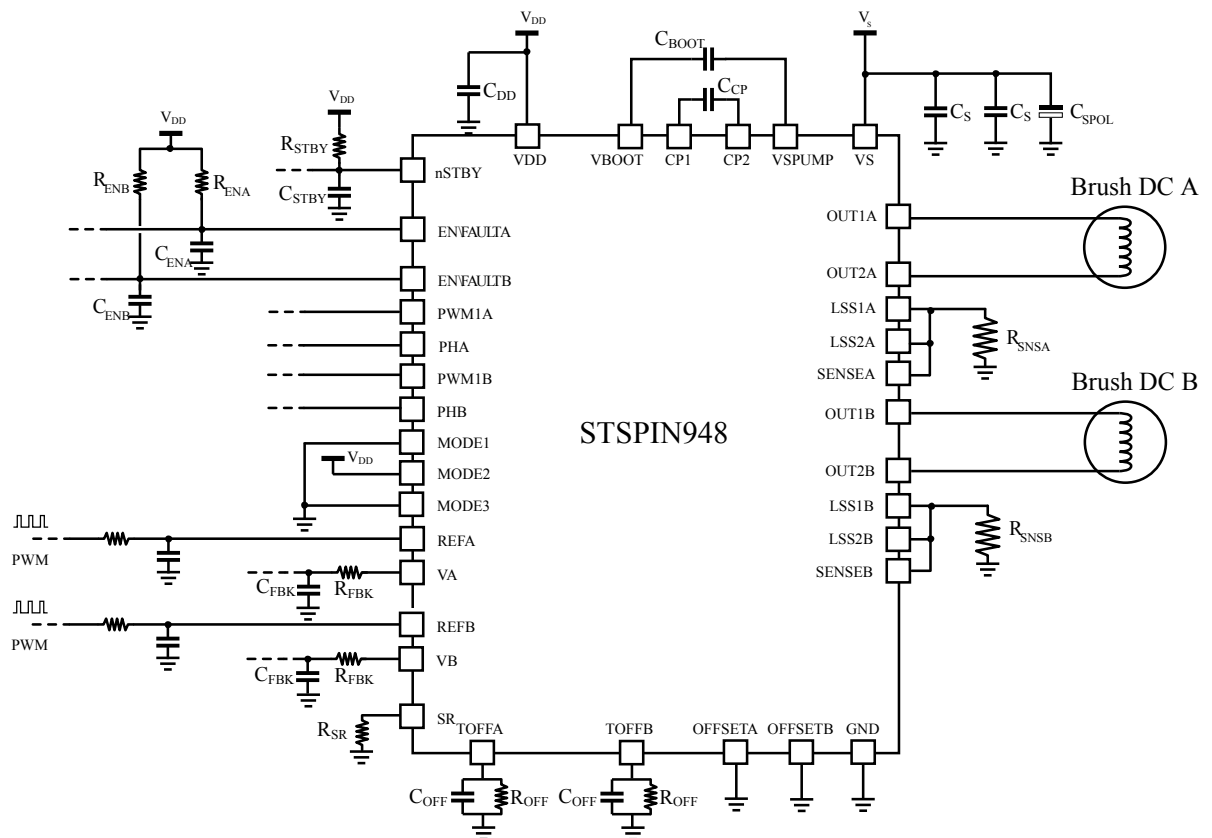 VDD
VS
CBOOT
CDD
CCP
CS
CS
CSPOL
VDD
VDD
RSTBY
VDD
VBOOT
CP1
CP2
VSPUMP
VS
RENB
RENA
nSTBY
CSTBY
Brush DC A
OUT1A
EN\FAULTA
CENA
OUT2A
EN\FAULTB
CENB
LSS1A
PWM1A
RSNSA
LSS2A
PHA
SENSEA
PWM1B
Brush DC B
OUT1B
PHB
STSPIN948
MODE1
VDD
OUT2B
MODE2
LSS1B
MODE3
RSNSB
PWM
REFA
LSS2B
SENSEB
CFBK
RFBK
VA
PWM
REFB
CFBK
RFBK
VB
RSR
SR
TOFFA
TOFFB
OFFSETA
OFFSETB
GND
COFF
ROFF
COFF
ROFF